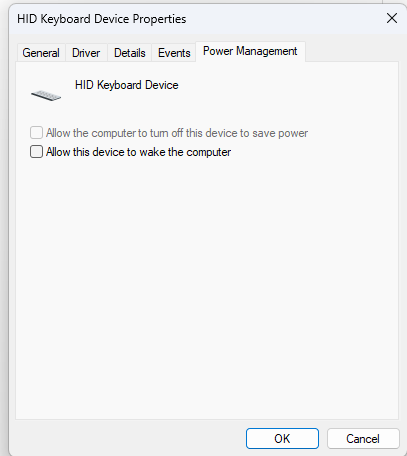 HID Keyboard Device Properties
General Driver Details Events Power Management
HID Keyboard Device
Allow the computer to turn off this device to save power
Allow this device to wake the computer
OK Cancel